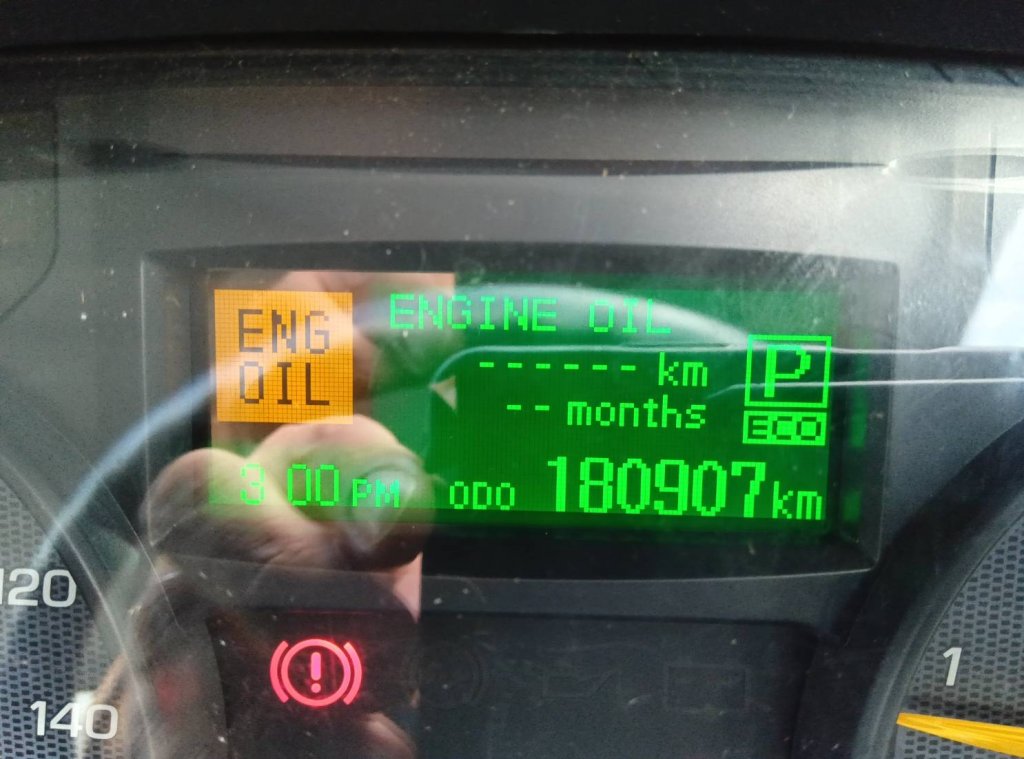 ENG
OIL
ENGINE OIL
------ km
-- months
P
ECO
3 00 PM
ODO 180907 km
120
140
!
1